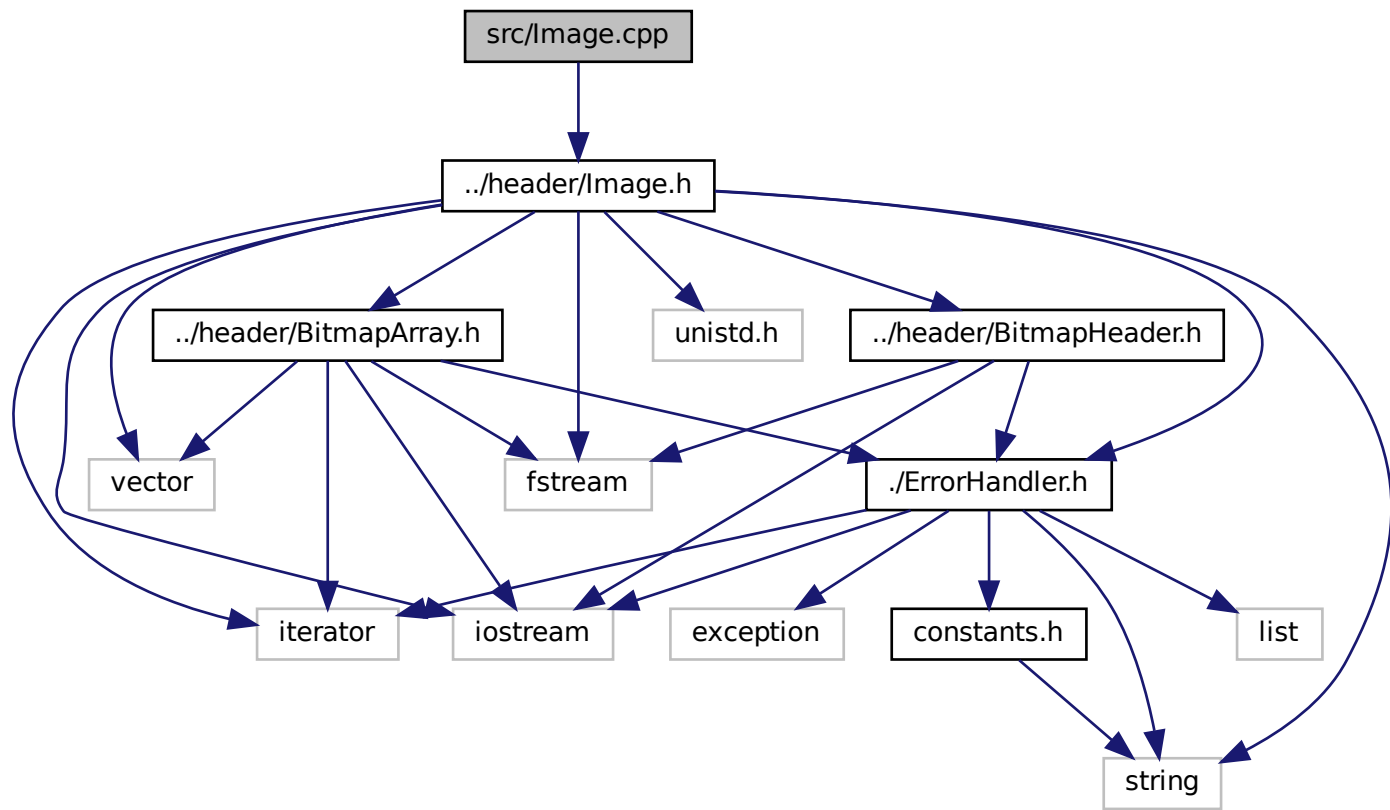 src/Image.cpp
../header/Image.h
../header/BitmapArray.h
unistd.h
../header/BitmapHeader.h
vector
fstream
./ErrorHandler.h
iterator
iostream
exception
constants.h
list
string